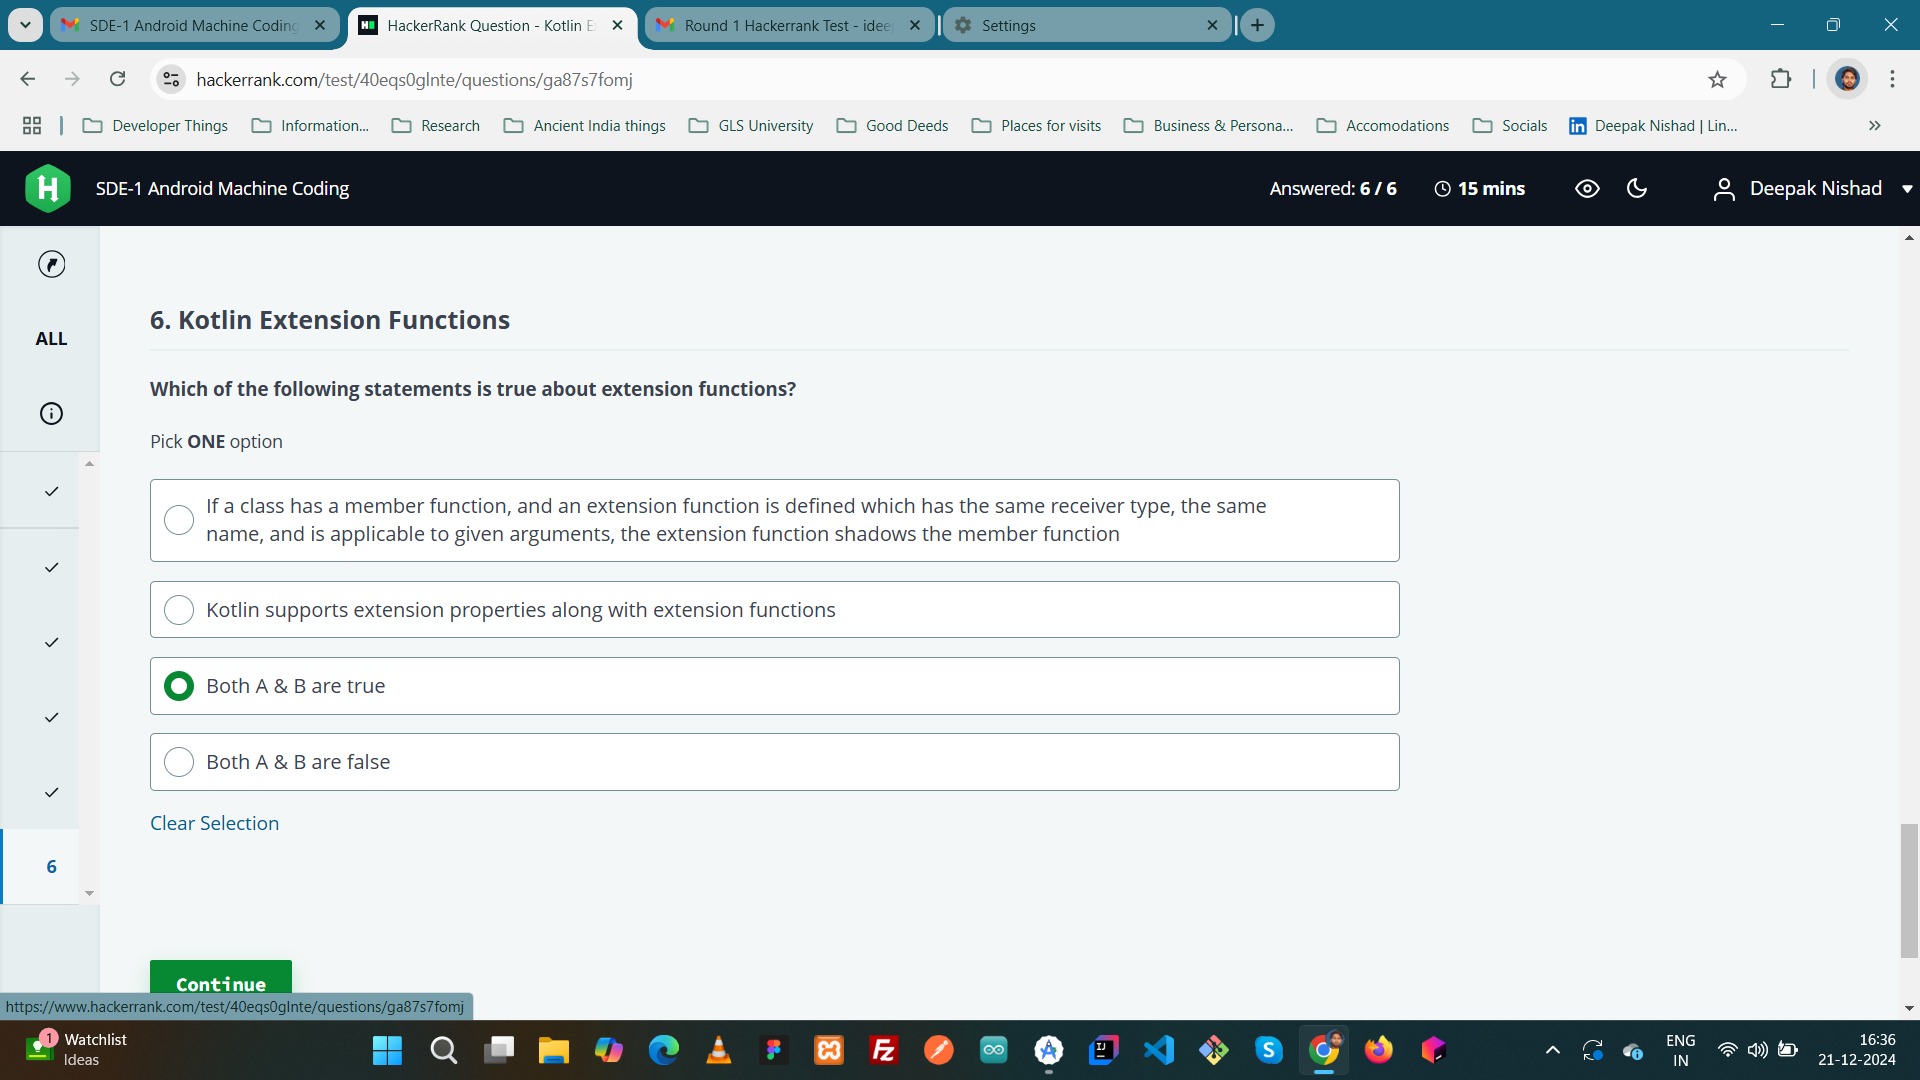 SDE-1 Android Machine Coding
HackerRank Question - Kotlin E
Round 1 Hackerrank Test - idee
Settings
hackerrank.com/test/40eqs0glnte/questions/ga87s7fomj
Developer Things
Information...
Research
Ancient India things
GLS University
Good Deeds
Places for visits
Business & Persona...
Accomodations
Socials
Deepak Nishad | Lin...
SDE-1 Android Machine Coding
Answered: 6 / 6
15 mins
Deepak Nishad
ALL
6
6. Kotlin Extension Functions
Which of the following statements is true about extension functions?
Pick ONE option
If a class has a member function, and an extension function is defined which has the same receiver type, the same
name, and is applicable to given arguments, the extension function shadows the member function
Kotlin supports extension properties along with extension functions
Both A & B are true
Both A & B are false
Clear Selection
Continue
https://www.hackerrank.com/test/40eqs0glnte/questions/ga87s7fomj
1
Watchlist
Ideas
ENG
IN
16:36
21-12-2024